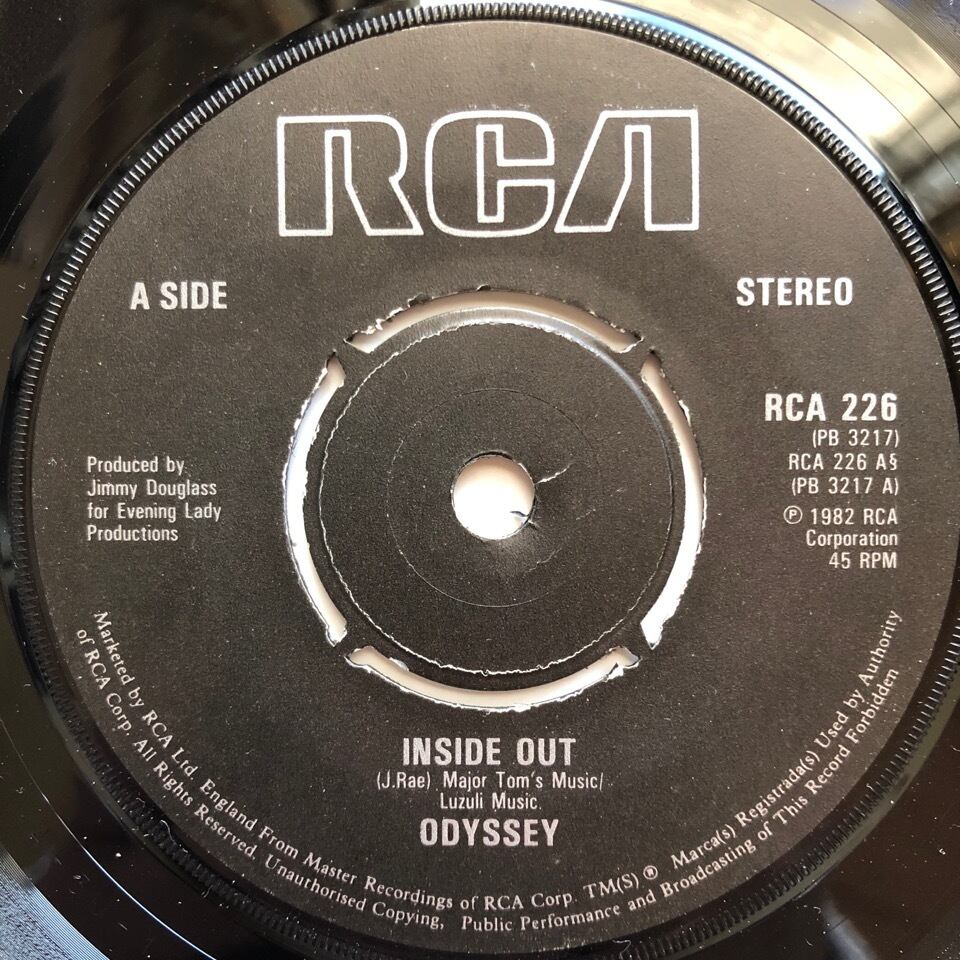 RCA
A SIDE
STEREO
RCA 226
(PB 3217)
RCA 226 A§
(PB 3217 A)
℗ 1982 RCA
Corporation
45 RPM
Produced by
Jimmy Douglass
for Evening Lady
Productions
INSIDE OUT
(J.Rae) Major Tom's Music/
Luzuli Music.
ODYSSEY
Marketed by RCA Ltd. England From Master Recordings of RCA Corp. TM(S) ® Marca(s) Registrada(s) Used by Authority
of RCA Corp. All Rights Reserved. Unauthorised Copying, Public Performance and Broadcasting of This Record Forbidden